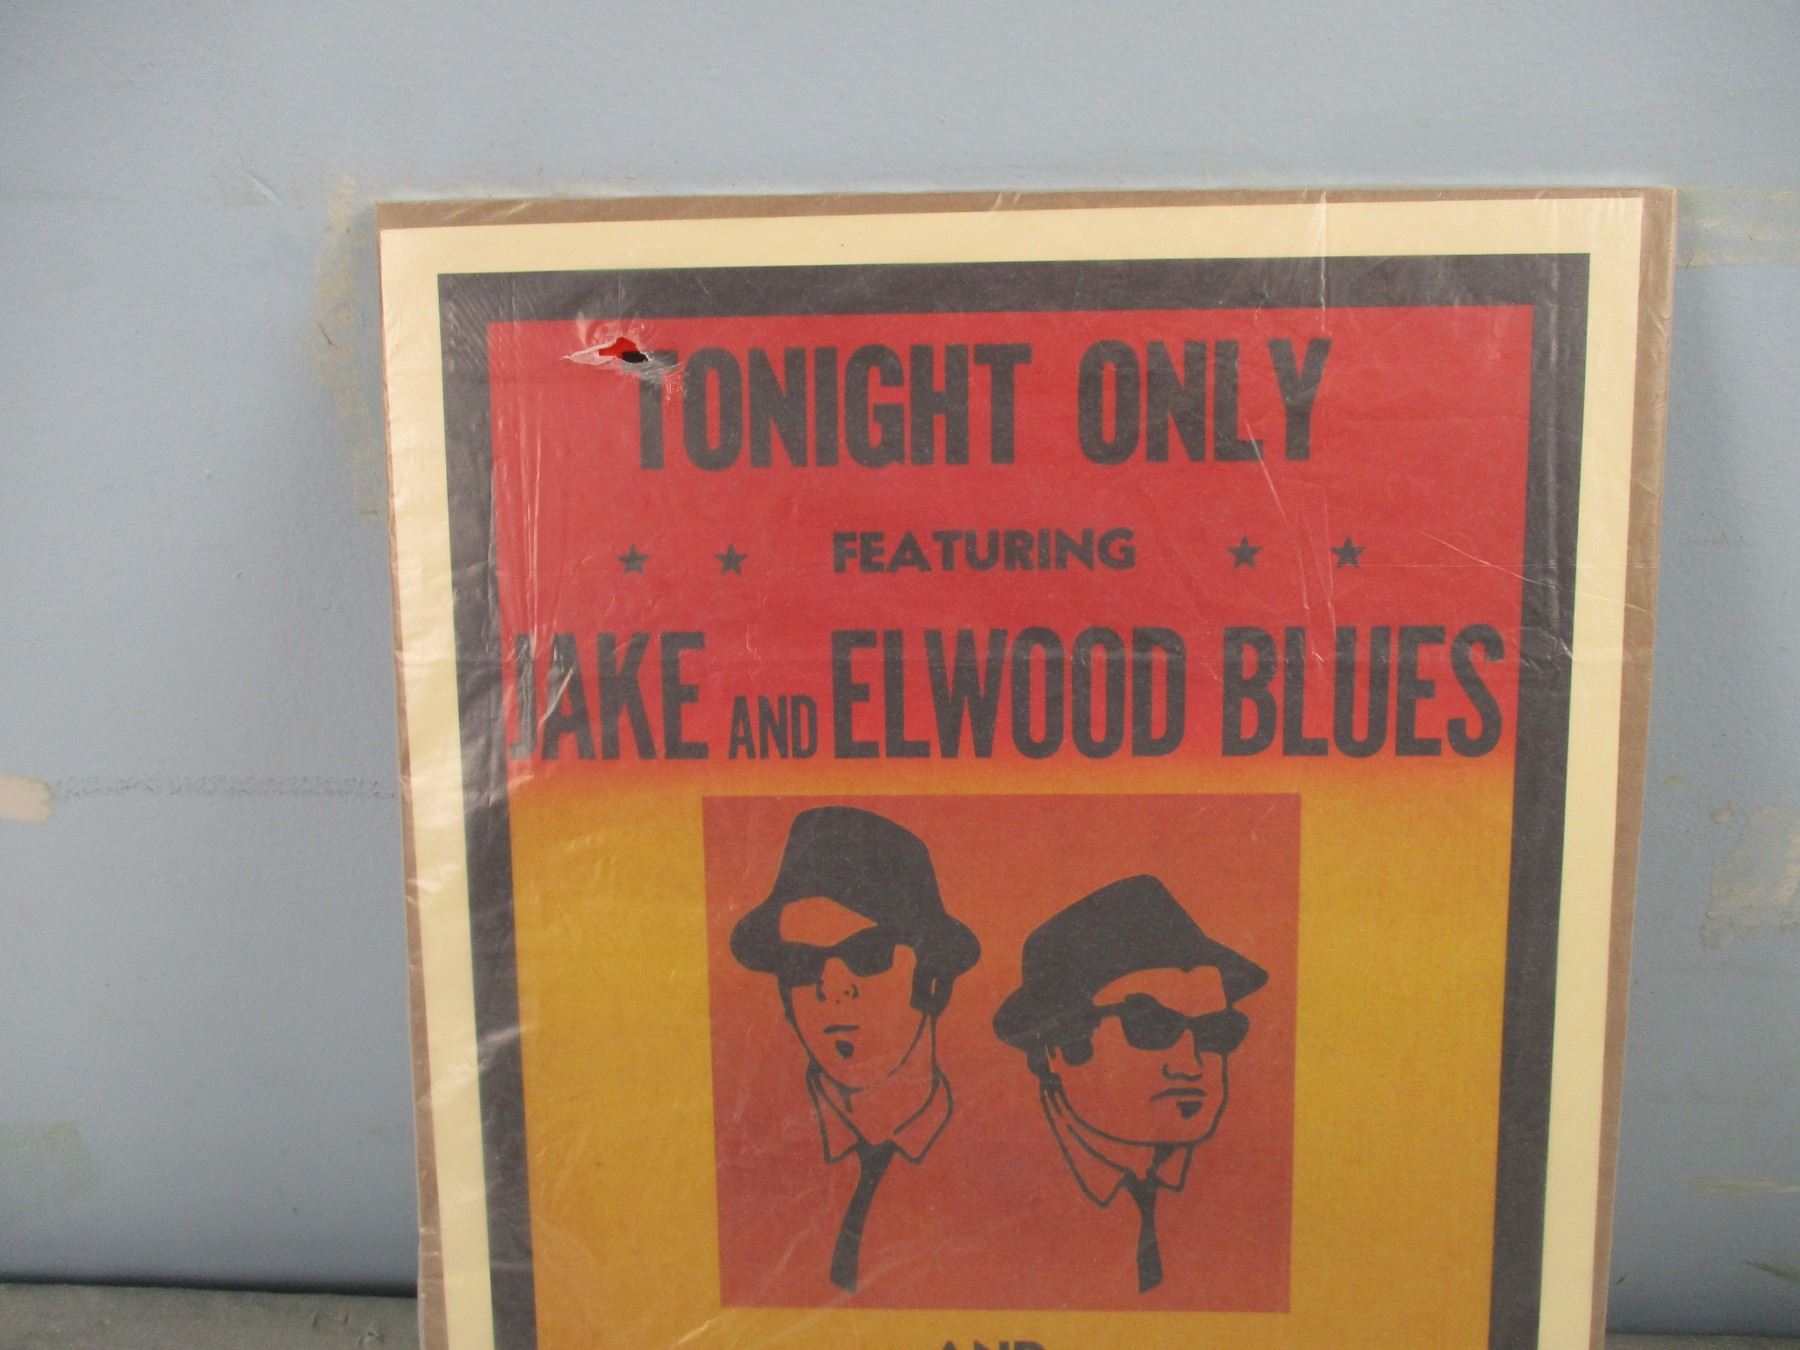 TONIGHT ONLY
FEATURING
JAKE AND ELWOOD BLUES
AND